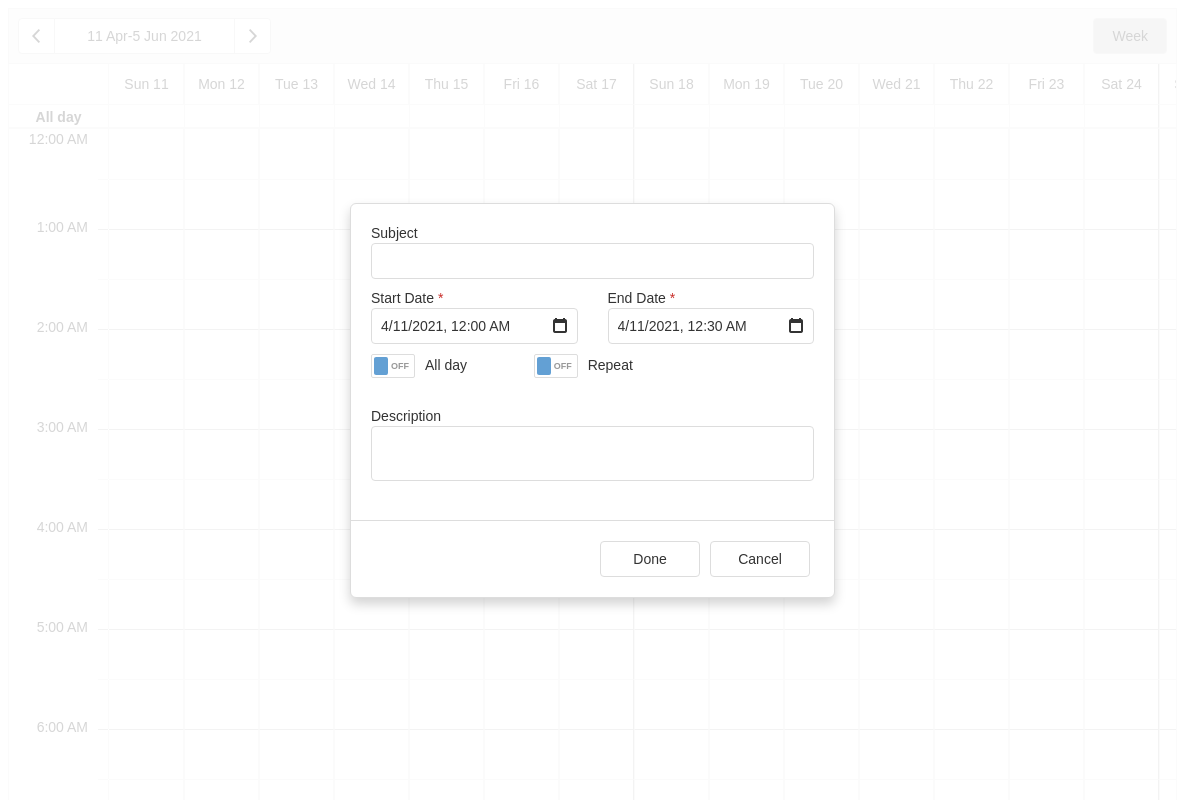 11 Apr-5 Jun 2021 Week
Sun 11 Mon 12 Tue 13 Wed 14 Thu 15 Fri 16 Sat 17 Sun 18 Mon 19 Tue 20 Wed 21 Thu 22 Fri 23 Sat 24
All day
12:00 AM
1:00 AM
2:00 AM
3:00 AM
4:00 AM
5:00 AM
6:00 AM
Subject
Start Date * End Date *
4/11/2021, 12:00 AM 4/11/2021, 12:30 AM
OFF All day OFF Repeat
Description
Done Cancel